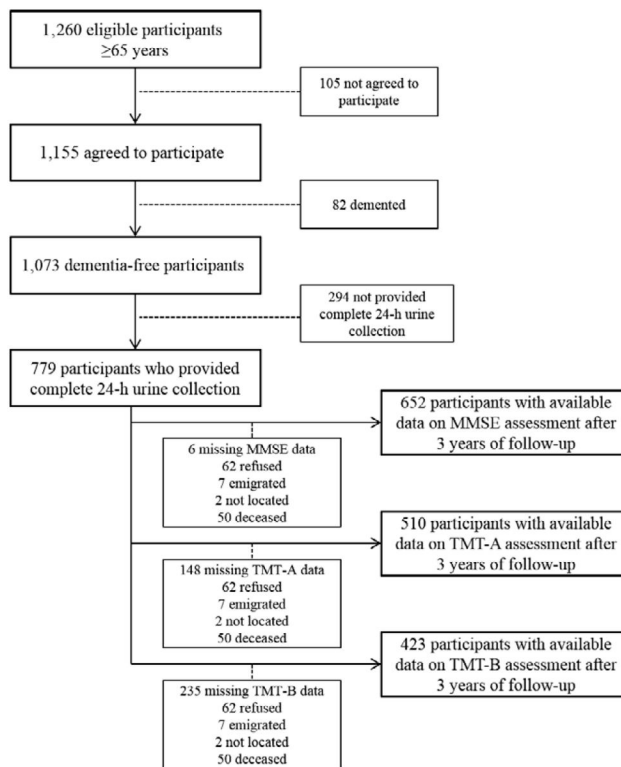 1,260 eligible participants
≥65 years
105 not agreed to
participate
1,155 agreed to participate
82 demented
1,073 dementia-free participants
294 not provided
complete 24-h urine
collection
779 participants who provided
complete 24-h urine collection
652 participants with available
data on MMSE assessment after
3 years of follow-up
6 missing MMSE data
62 refused
7 emigrated
2 not located
50 deceased
510 participants with available
data on TMT-A assessment after
3 years of follow-up
148 missing TMT-A data
62 refused
7 emigrated
2 not located
50 deceased
423 participants with available
data on TMT-B assessment after
3 years of follow-up
235 missing TMT-B data
62 refused
7 emigrated
2 not located
50 deceased